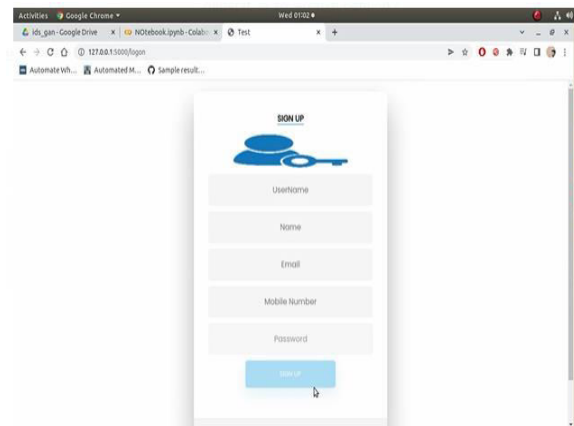 Activities Google Chrome Wed 01:02
ids_gan - Google Drive x NOtebook.ipynb - Colabo x Test x +
127.0.0.1:5000/logon
Automate Wh... Automated M... Sample result...
SIGN UP
UserName
Name
Email
Mobile Number
Password
SIGN UP